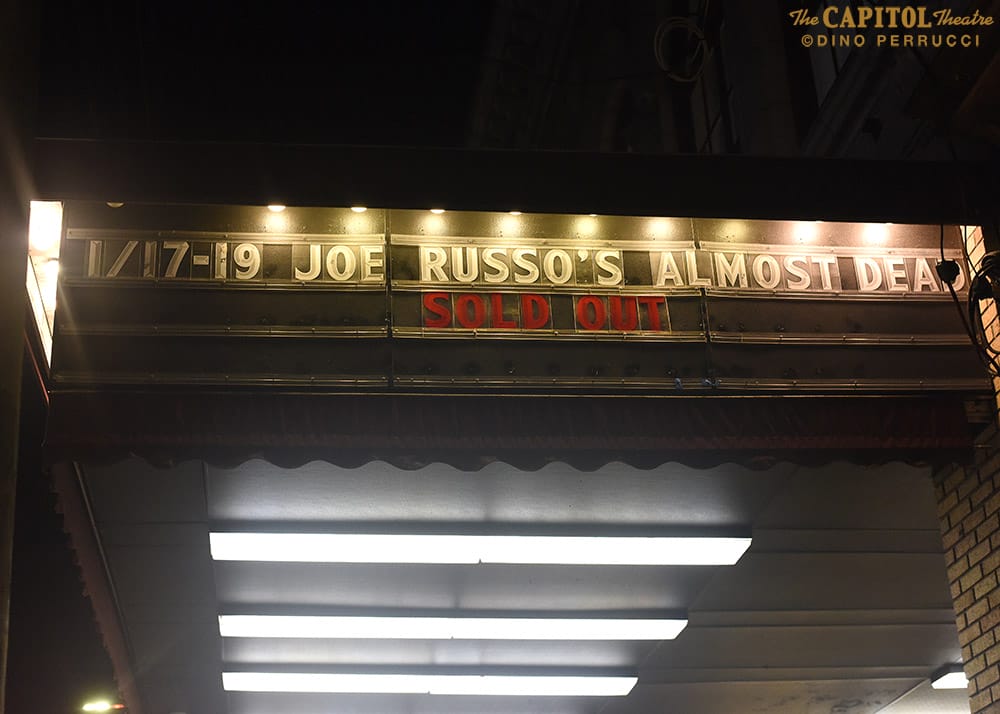 The CAPITOL Theatre
©DINO PERRUCCI
1/17-19 JOE RUSSO'S ALMOST DEAD
SOLD OUT